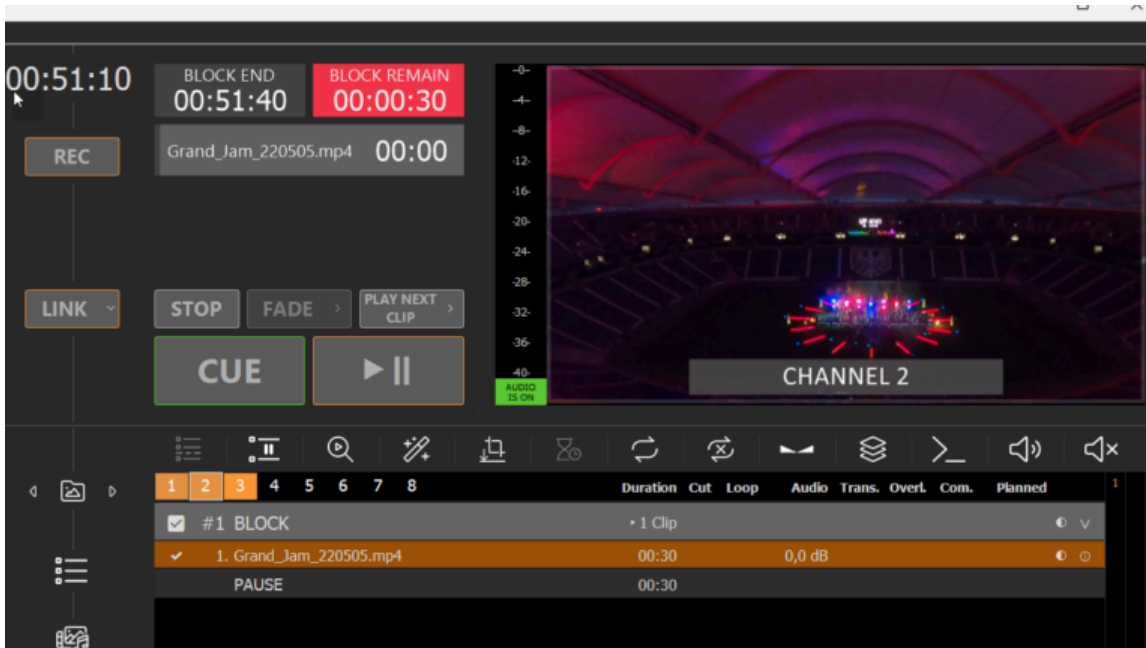 00:51:10
BLOCK END
00:51:40
BLOCK REMAIN
00:00:30
Grand_Jam_220505.mp4 00:00
REC
LINK
STOP
FADE
PLAY NEXT
CLIP
CUE
-0-
-4-
-8-
-12-
-16-
-20-
-24-
-28-
-32-
-36-
-40-
AUDIO
IS ON
CHANNEL 2
1 2 3 4 5 6 7 8 Duration Cut Loop Audio Trans. Overl. Com. Planned 1
#1 BLOCK 1 Clip
1. Grand_Jam_220505.mp4 00:30 0,0 dB
PAUSE 00:30